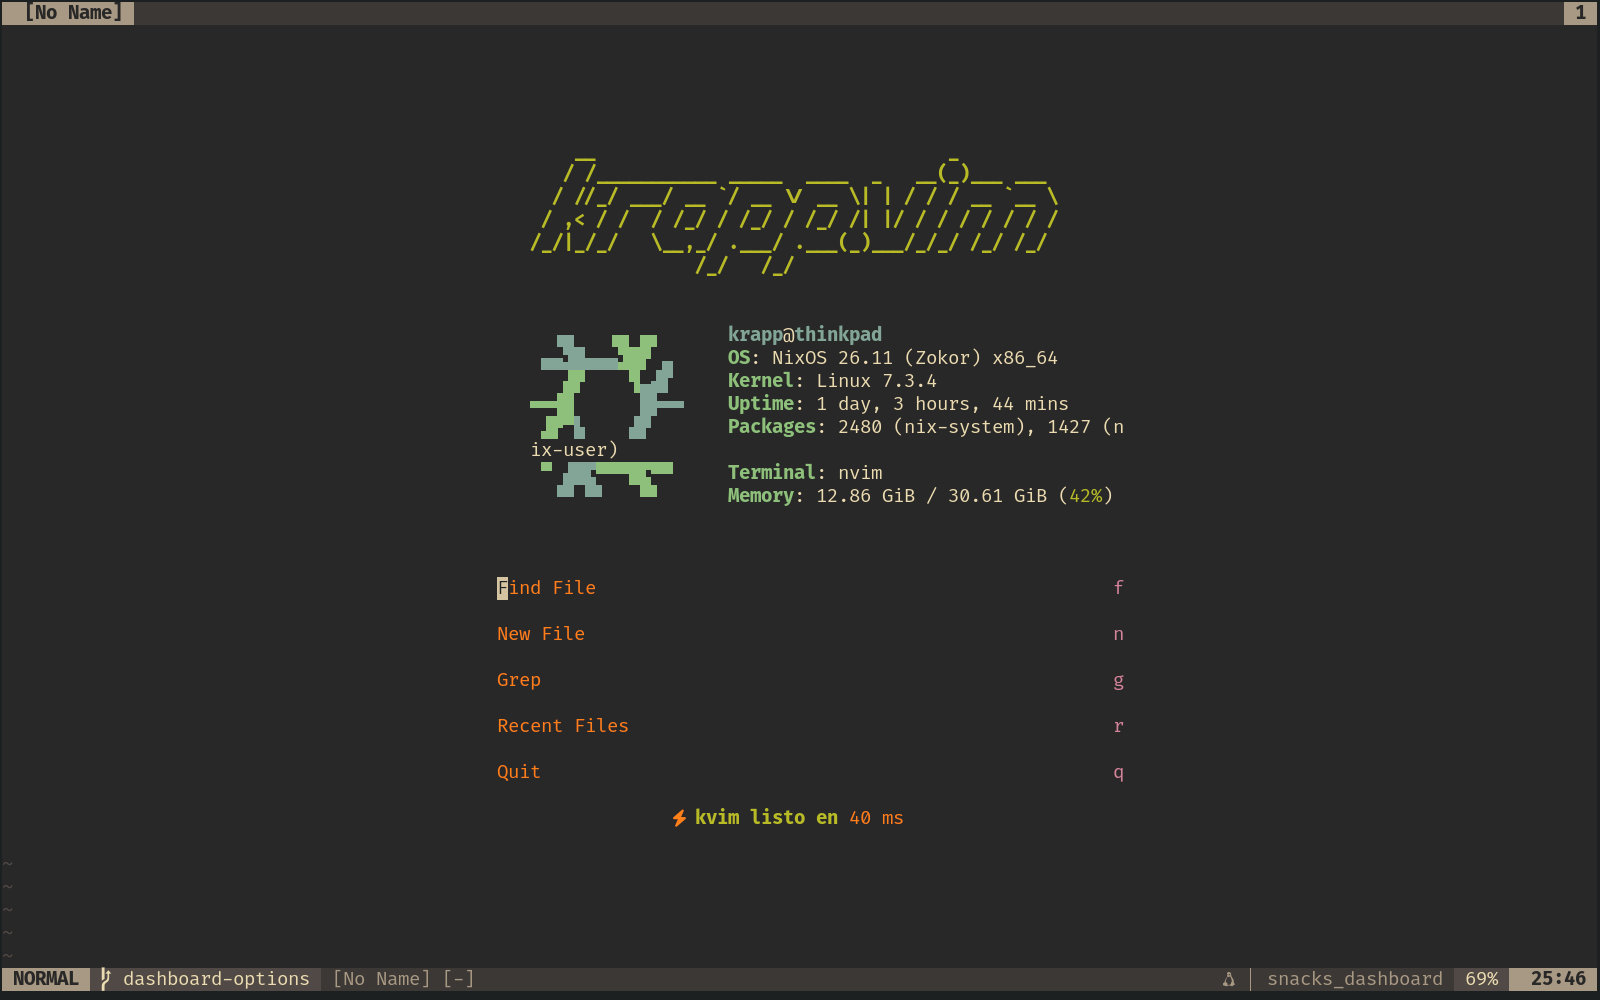 [No Name] 1
krapp.vim
krapp@thinkpad
OS: NixOS 26.11 (Zokor) x86_64
Kernel: Linux 7.3.4
Uptime: 1 day, 3 hours, 44 mins
Packages: 2480 (nix-system), 1427 (n
ix-user)
Terminal: nvim
Memory: 12.86 GiB / 30.61 GiB (42%)
Find File f
New File n
Grep g
Recent Files r
Quit q
kvim listo en 40 ms
~
~
~
~
~
NORMAL dashboard-options [No Name] [-] snacks_dashboard 69% 25:46